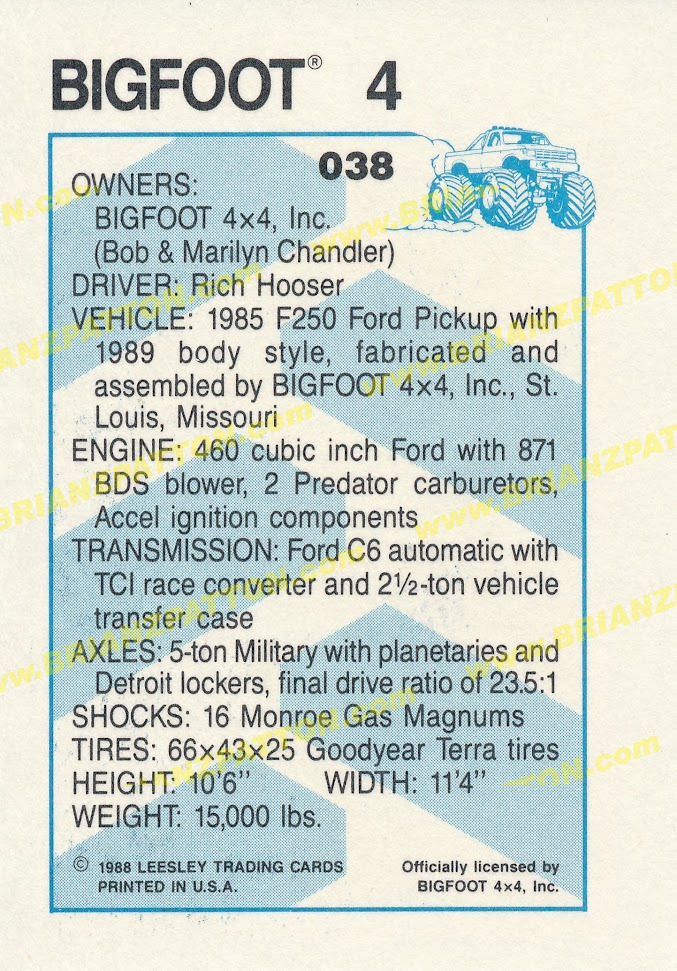 BIGFOOT® 4
038
OWNERS:
BIGFOOT 4×4, Inc.
(Bob & Marilyn Chandler)
DRIVER: Rich Hooser
VEHICLE: 1985 F250 Ford Pickup with
1989 body style, fabricated and
assembled by BIGFOOT 4×4, Inc., St.
Louis, Missouri
ENGINE: 460 cubic inch Ford with 871
BDS blower, 2 Predator carburetors,
Accel ignition components
TRANSMISSION: Ford C6 automatic with
TCI race converter and 2½-ton vehicle
transfer case
AXLES: 5-ton Military with planetaries and
Detroit lockers, final drive ratio of 23.5:1
SHOCKS: 16 Monroe Gas Magnums
TIRES: 66×43×25 Goodyear Terra tires
HEIGHT: 10'6" WIDTH: 11'4"
WEIGHT: 15,000 lbs.
© 1988 LEESLEY TRADING CARDS
PRINTED IN U.S.A.
Officially licensed by
BIGFOOT 4×4, Inc.
www.BRIANZPATTON.com